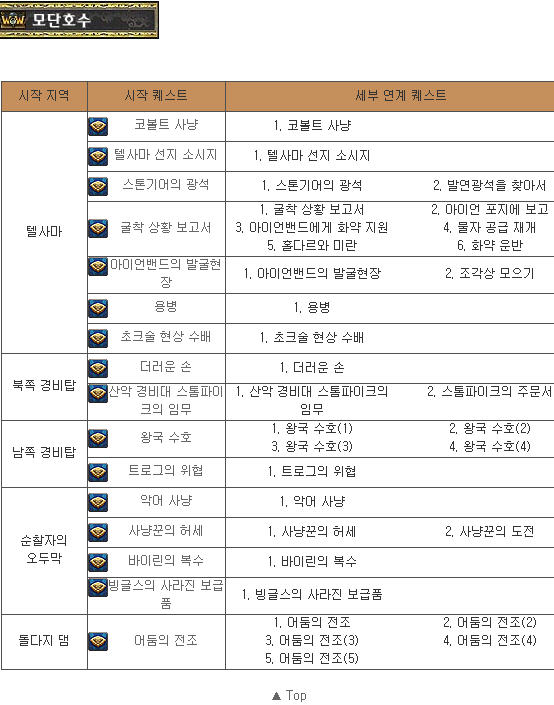 WOW 모단호수
시작 지역 시작 퀘스트 세부 연계 퀘스트
텔사마
코볼트 사냥 1. 코볼트 사냥
텔사마 선지 소시지 1. 텔사마 선지 소시지
스톤기어의 광석 1. 스톤기어의 광석 2. 발연광석을 찾아서
굴착 상황 보고서
1. 굴착 상황 보고서 2. 아이언 포지에 보고
3. 아이언밴드에게 화약 지원 4. 물자 공급 재개
5. 홀다르와 미란 6. 화약 운반
아이언밴드의 발굴현
장
1. 아이언밴드의 발굴현장 2. 조각상 모으기
용병 1. 용병
초크술 현상 수배 1. 초크술 현상 수배
북쪽 경비탑
더러운 손 1. 더러운 손
산악 경비대 스톰파이
크의 임무
1. 산악 경비대 스톰파이크의 2. 스톰파이크의 주문서
임무
남쪽 경비탑
왕국 수호
1. 왕국 수호(1) 2. 왕국 수호(2)
3. 왕국 수호(3) 4. 왕국 수호(4)
트로그의 위협 1. 트로그의 위협
순찰자의
오두막
악어 사냥 1. 악어 사냥
사냥꾼의 허세 1. 사냥꾼의 허세 2. 사냥꾼의 도전
바이린의 복수 1. 바이린의 복수
빙글스의 사라진 보급
품
1. 빙글스의 사라진 보급품
돌다지 댐
어둠의 전조
1. 어둠의 전조 2. 어둠의 전조(2)
3. 어둠의 전조(3) 4. 어둠의 전조(4)
5. 어둠의 전조(5)
▲ Top